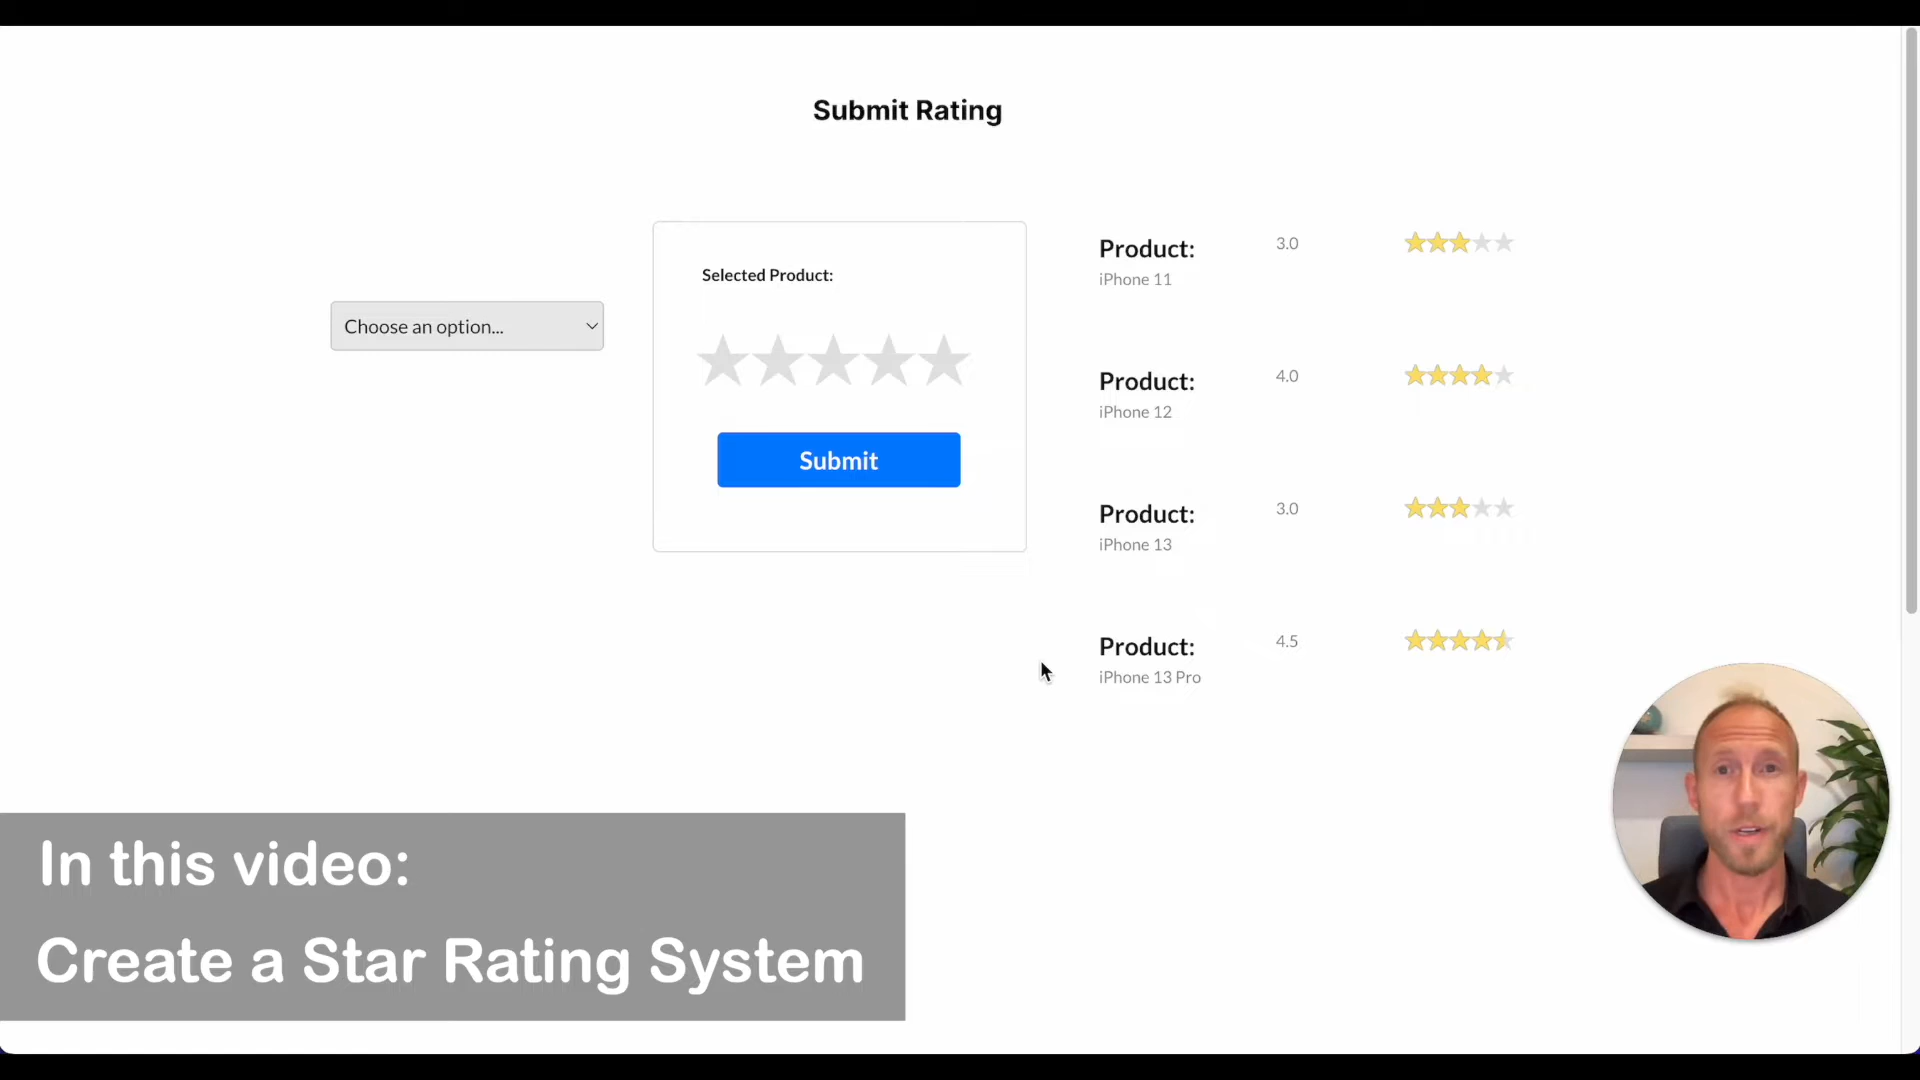 Submit Rating
Choose an option...
Selected Product:
Submit
Product:
3.0
iPhone 11
Product:
4.0
iPhone 12
Product:
3.0
iPhone 13
Product:
4.5
iPhone 13 Pro
In this video:
Create a Star Rating System